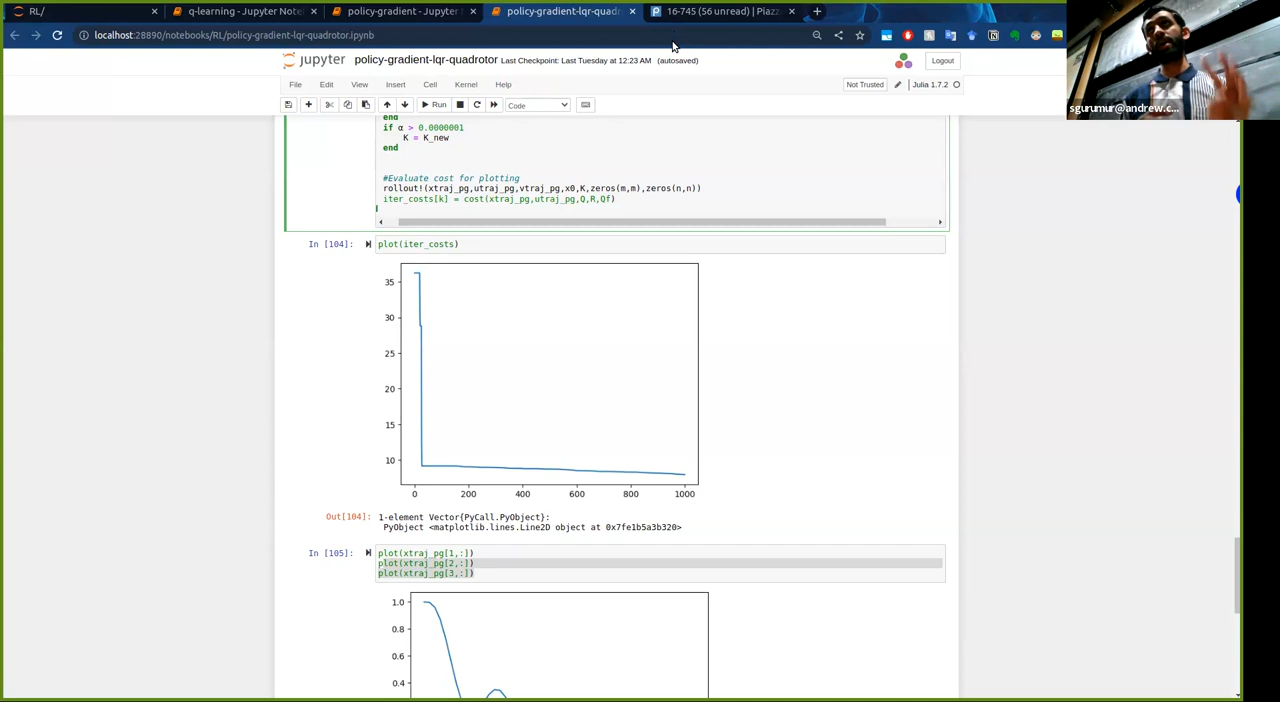 RL/
q-learning - Jupyter Note
policy-gradient - Jupyter
policy-gradient-lqr-quadr
16-745 (56 unread) | Piazz
localhost:28890/notebooks/RL/policy-gradient-lqr-quadrotor.ipynb
jupyter policy-gradient-lqr-quadrotor Last Checkpoint: Last Tuesday at 12:23 AM (autosaved)
Logout
File Edit View Insert Cell Kernel Help
Not Trusted
Julia 1.7.2
Run
Code
sgurumur@andrew.c...
end
if α > 0.0000001
K = K_new
end
#Evaluate cost for plotting
rollout!(xtraj_pg,utraj_pg,vtraj_pg,x0,K,zeros(m,m),zeros(n,n))
iter_costs[k] = cost(xtraj_pg,utraj_pg,Q,R,Qf)
In [104]: plot(iter_costs)
35
30
25
20
15
10
0 200 400 600 800 1000
Out[104]: 1-element Vector{PyCall.PyObject}:
PyObject <matplotlib.lines.Line2D object at 0x7fe1b5a3b320>
In [105]: plot(xtraj_pg[1,:])
plot(xtraj_pg[2,:])
plot(xtraj_pg[3,:])
1.0
0.8
0.6
0.4